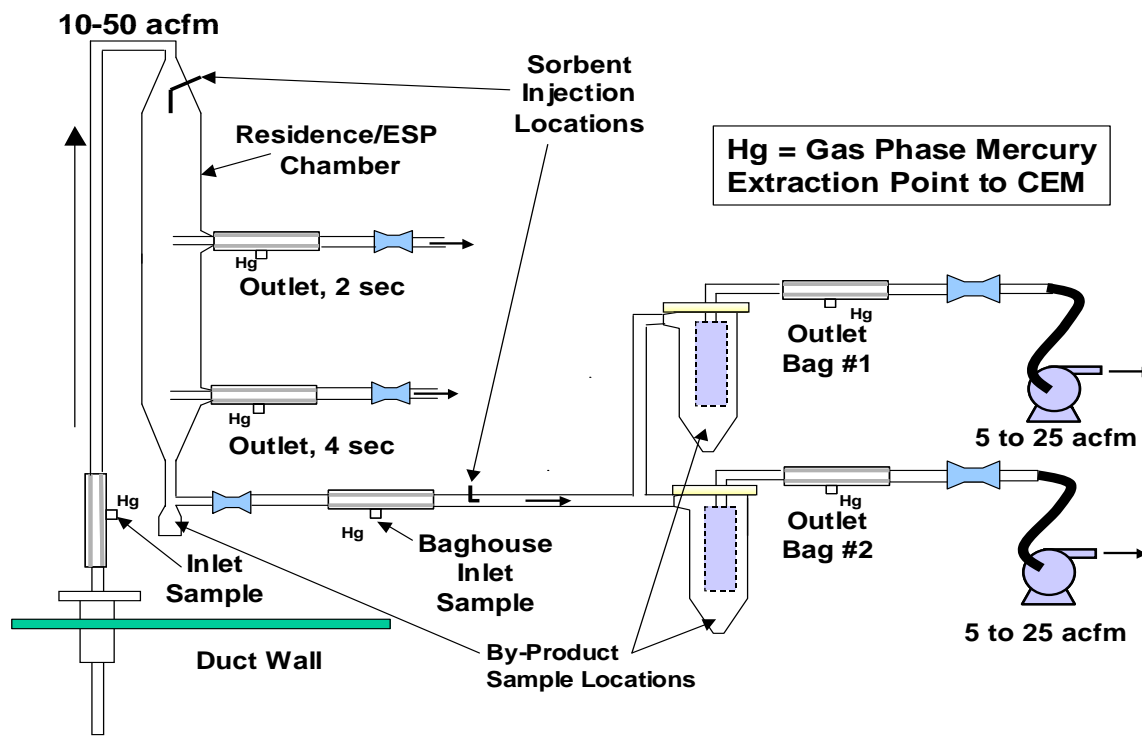 10-50 acfm
Sorbent
Injection
Locations
Residence/ESP
Chamber
Hg = Gas Phase Mercury
Extraction Point to CEM
Hg
Outlet, 2 sec
Hg
Outlet
Bag #1
5 to 25 acfm
Hg
Outlet, 4 sec
Hg
Inlet
Sample
Hg
Baghouse
Inlet
Sample
Hg
Outlet
Bag #2
5 to 25 acfm
Duct Wall
By-Product
Sample Locations